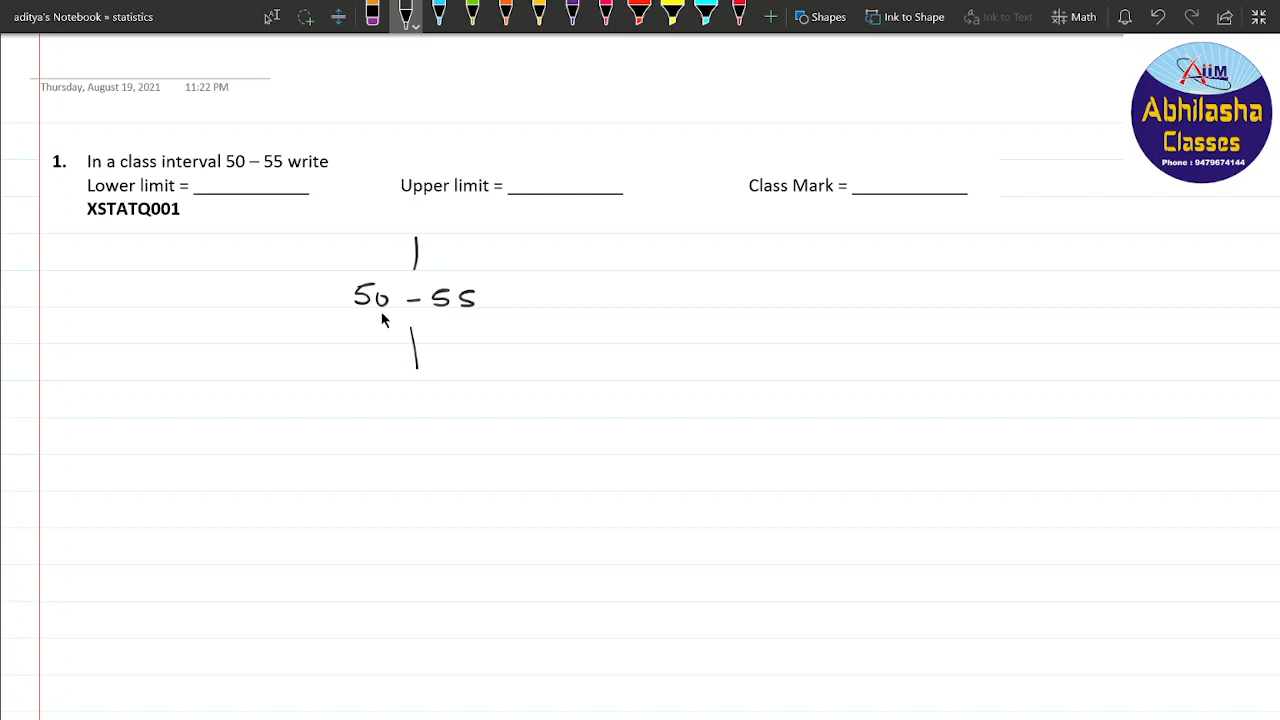 aditya's Notebook » statistics
Shapes Ink to Shape Ink to Text Math
Thursday, August 19, 2021 11:22 PM
AiiM
Abhilasha
Classes
Phone : 9479674144
1. In a class interval 50 – 55 write
Lower limit = ____________ Upper limit = ____________ Class Mark = ____________
XSTATQ001
50 - 55